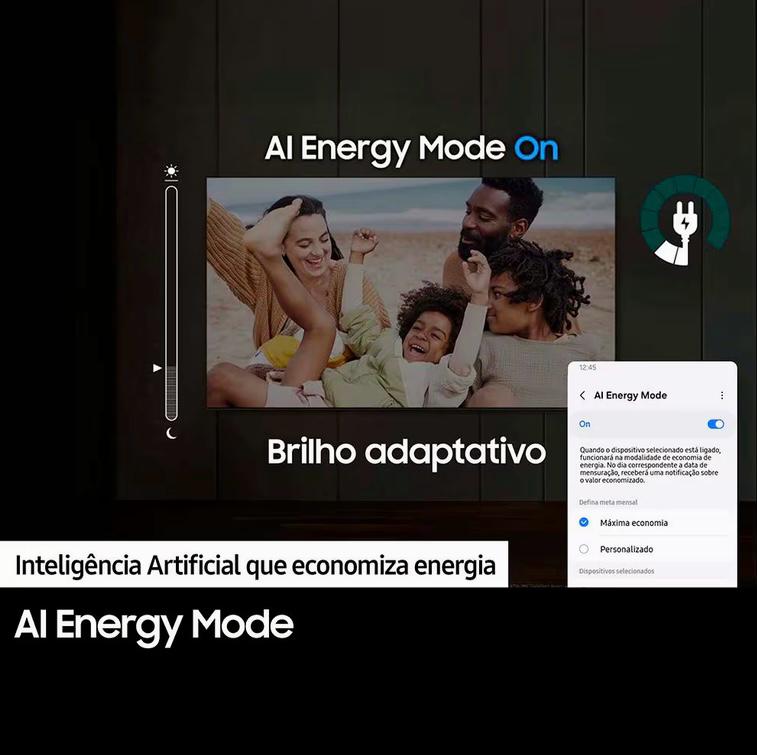 AI Energy Mode On
12:45
AI Energy Mode
On
Quando o dispositivo selecionado está ligado,
funcionará na modalidade de economia de
energia. No dia correspondente a data de
mensuração, receberá uma notificação sobre
o valor economizado.
Defina meta mensal
Máxima economia
Personalizado
Dispositivos selecionados
Brilho adaptativo
Inteligência Artificial que economiza energia
AI Energy Mode